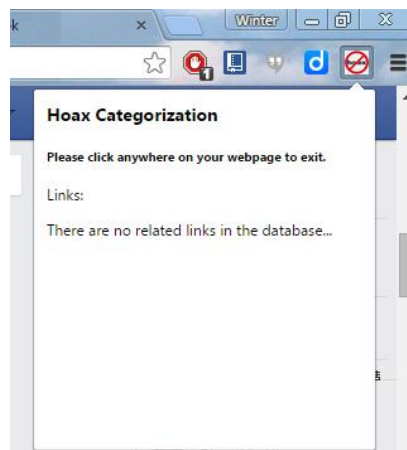 k
Winter
1
Hoax Categorization
Please click anywhere on your webpage to exit.
Links:
There are no related links in the database...